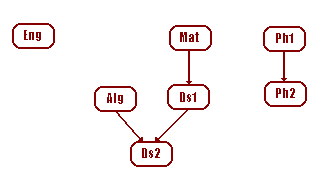 Eng
Mat
Ph1
Alg
Ds1
Ph2
Ds2